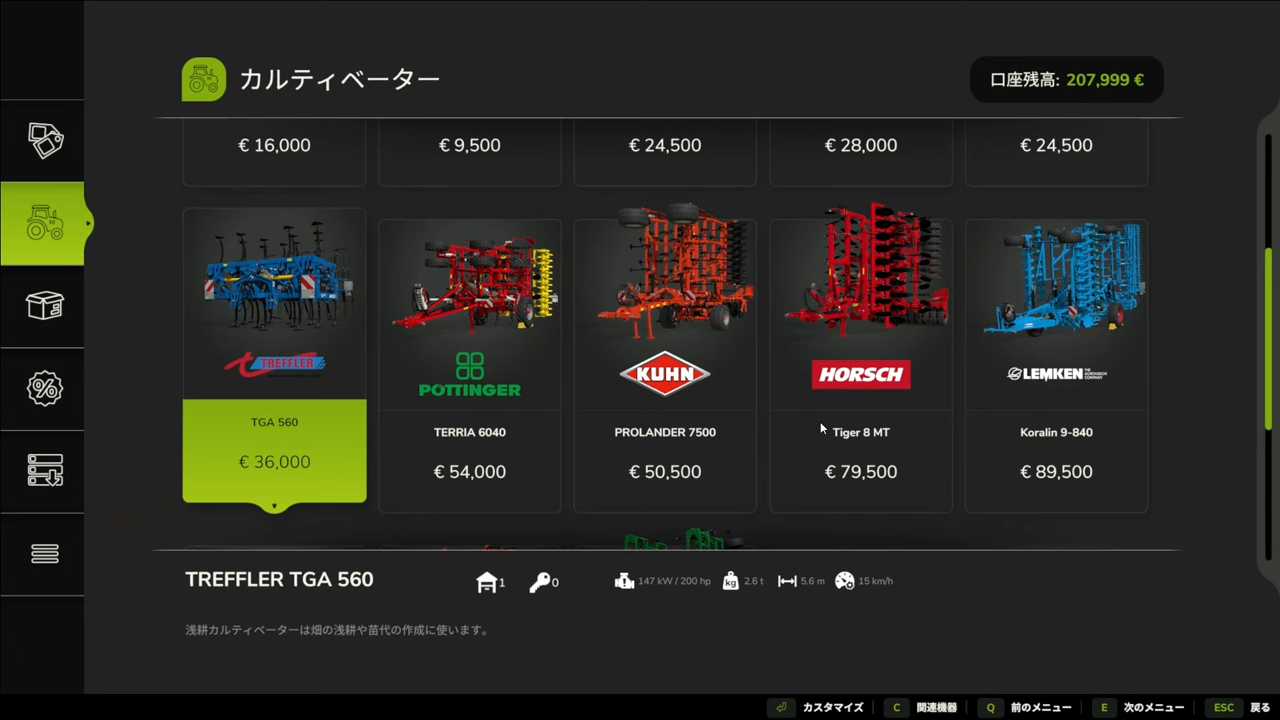 カルティベーター
口座残高: 207,999 €
€ 16,000
€ 9,500
€ 24,500
€ 28,000
€ 24,500
TREFFLER
PÖTTINGER
KUHN
HORSCH
LEMKEN THE AGROVISION COMPANY
TGA 560
TERRIA 6040
PROLANDER 7500
Tiger 8 MT
Koralin 9-840
€ 36,000
€ 54,000
€ 50,500
€ 79,500
€ 89,500
TREFFLER TGA 560
1
0
147 kW / 200 hp
kg 2.6 t
5.6 m
15 km/h
浅耕カルティベーターは畑の浅耕や苗代の作成に使います。
カスタマイズ
C 関連機器
Q 前のメニュー
E 次のメニュー
ESC 戻る